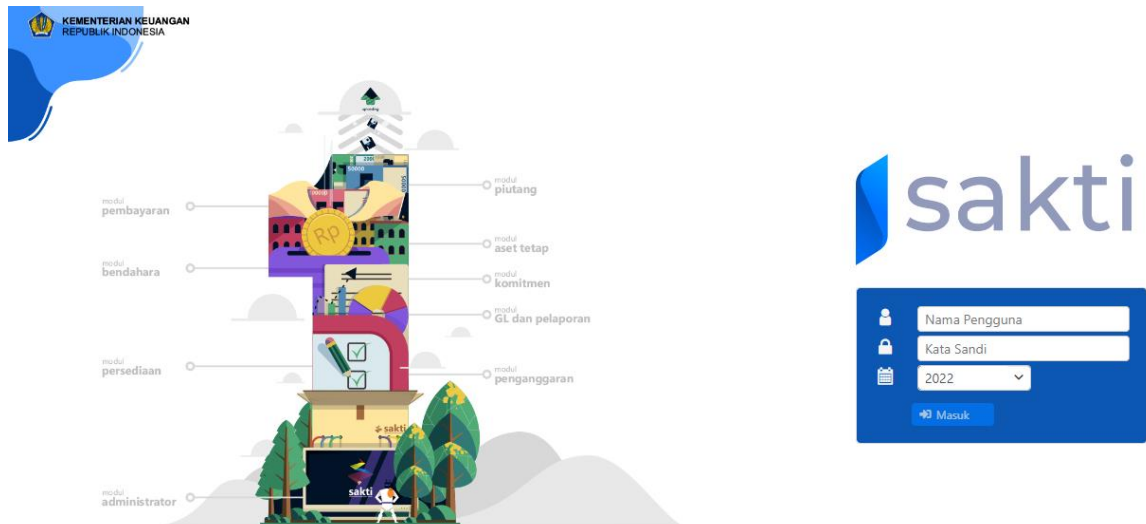 KEMENTERIAN KEUANGAN
REPUBLIK INDONESIA
50000
Rp
modul
pembayaran
modul
bendahara
modul
persediaan
modul
administrator
modul
piutang
modul
aset tetap
modul
komitmen
modul
GL dan pelaporan
modul
penganggaran
sakti
sakti
sakti
Nama Pengguna
Kata Sandi
2022
Masuk